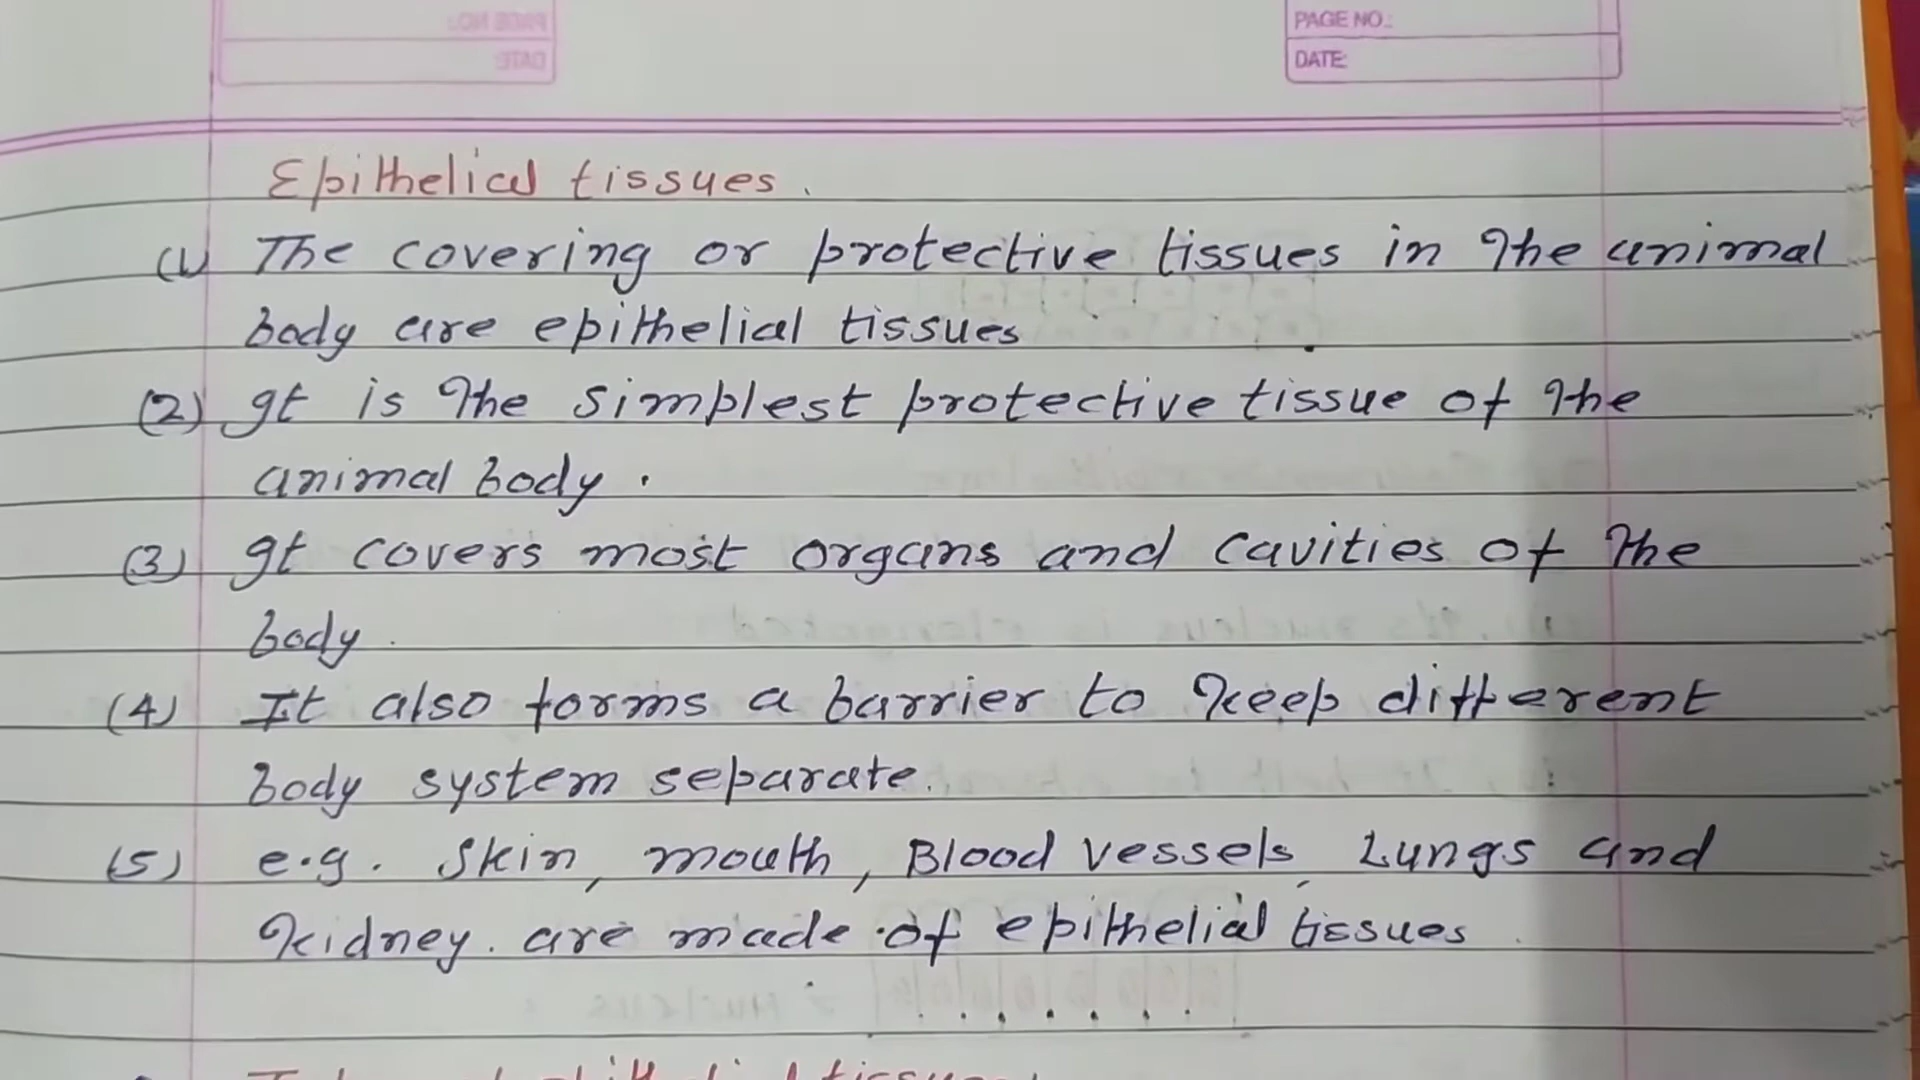 PAGE NO.:
DATE:
Epithelial tissues.
(1) The covering or protective tissues in the animal
body are epithelial tissues
(2) It is the simplest protective tissue of the
animal body.
(3) It covers most organs and cavities of the
body.
(4) It also forms a barrier to keep different
body system separate.
(5) e.g. Skin, mouth, Blood vessels, Lungs and
Kidney. are made of epithelial tissues